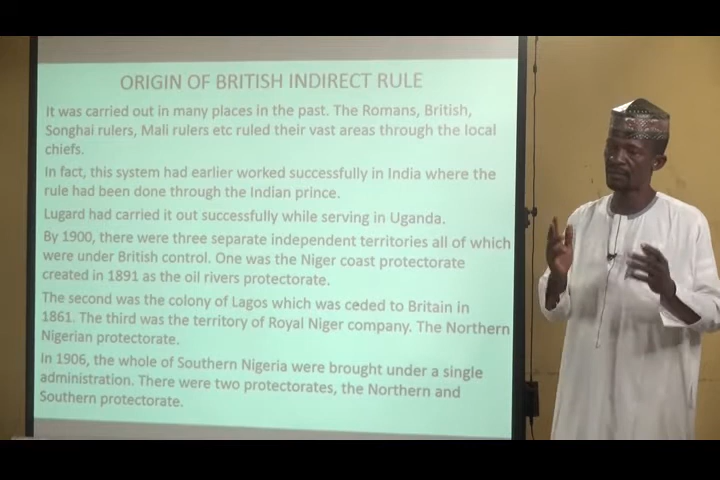 ORIGIN OF BRITISH INDIRECT RULE
It was carried out in many places in the past. The Romans, British,
Songhai rulers, Mali rulers etc ruled their vast areas through the local
chiefs.
In fact, this system had earlier worked successfully in India where the
rule had been done through the Indian prince.
Lugard had carried it out successfully while serving in Uganda.
By 1900, there were three separate independent territories all of which
were under British control. One was the Niger coast protectorate
created in 1891 as the oil rivers protectorate.
The second was the colony of Lagos which was ceded to Britain in
1861. The third was the territory of Royal Niger company. The Northern
Nigerian protectorate.
In 1906, the whole of Southern Nigeria were brought under a single
administration. There were two protectorates, the Northern and
Southern protectorate.